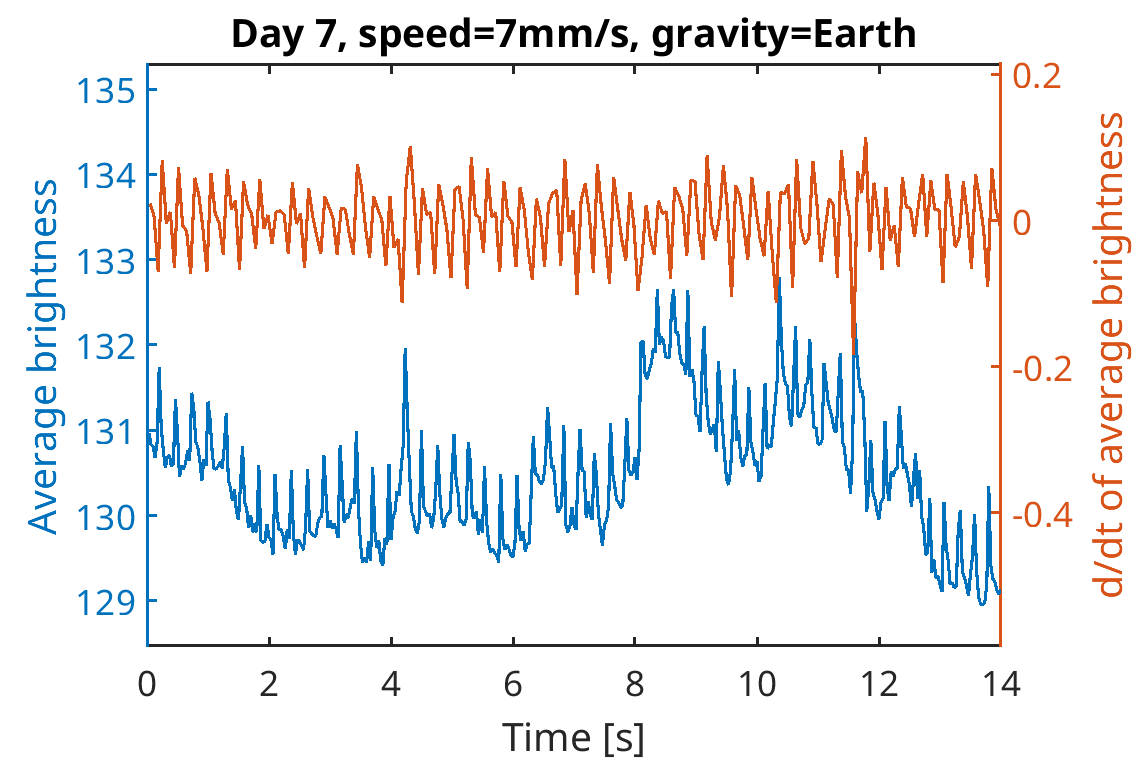 Day 7, speed=7mm/s, gravity=Earth
135
134
133
132
131
130
129
Average brightness
0.2
0
-0.2
-0.4
d/dt of average brightness
0 2 4 6 8 10 12 14
Time [s]